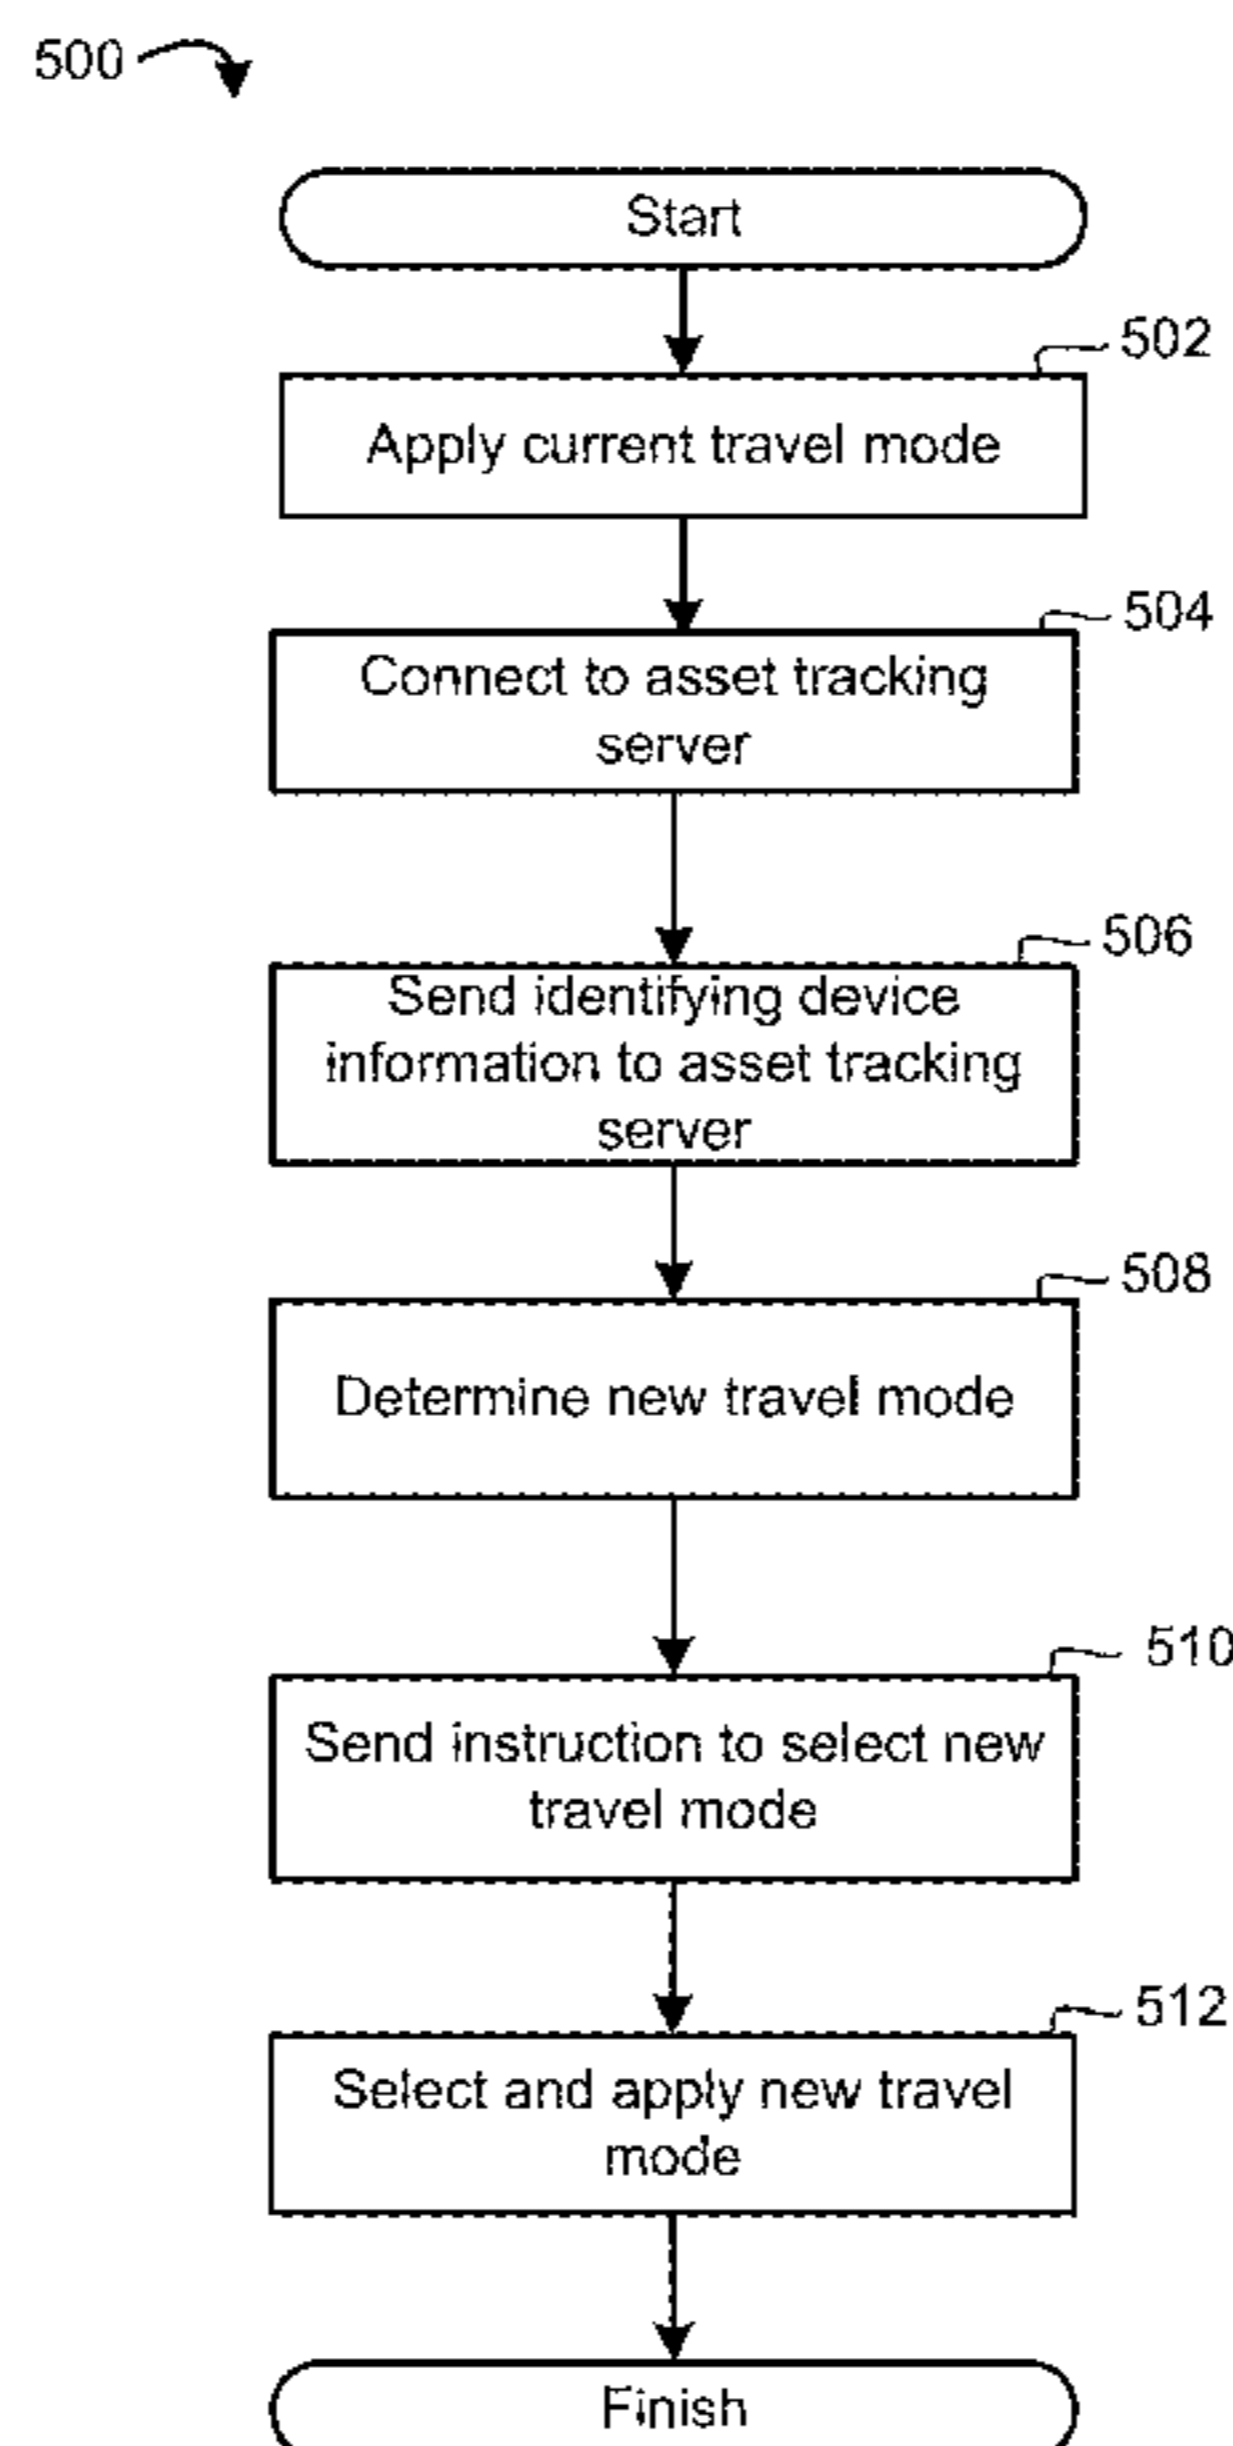 500
Start
502
Apply current travel mode
504
Connect to asset tracking
server
506
Send identifying device
information to asset tracking
server
508
Determine new travel mode
510
Send instruction to select new
travel mode
512
Select and apply new travel
mode
Finish